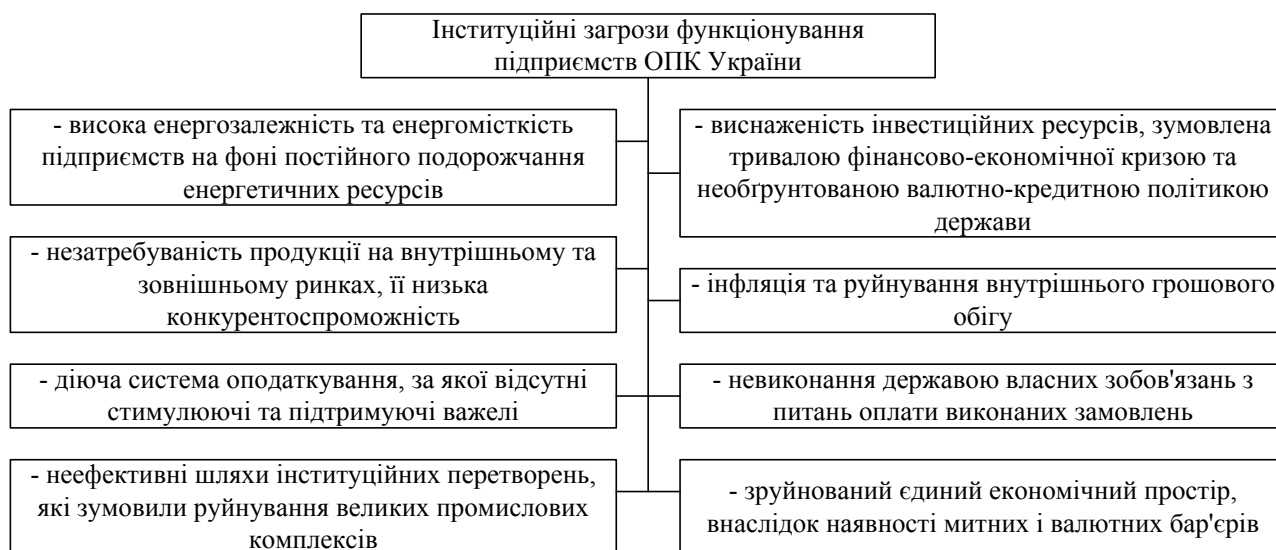 Інституційні загрози функціонування
підприємств ОПК України
- висока енергозалежність та енергомісткість
підприємств на фоні постійного подорожчання
енергетичних ресурсів
- незатребуваність продукції на внутрішньому та
зовнішньому ринках, її низька
конкурентоспроможність
- діюча система оподаткування, за якої відсутні
стимулюючі та підтримуючі важелі
- неефективні шляхи інституційних перетворень,
які зумовили руйнування великих промислових
комплексів
- виснаженість інвестиційних ресурсів, зумовлена
тривалою фінансово-економічної кризою та
необґрунтованою валютно-кредитною політикою
держави
- інфляція та руйнування внутрішнього грошового
обігу
- невиконання державою власних зобов'язань з
питань оплати виконаних замовлень
- зруйнований єдиний економічний простір,
внаслідок наявності митних і валютних бар'єрів